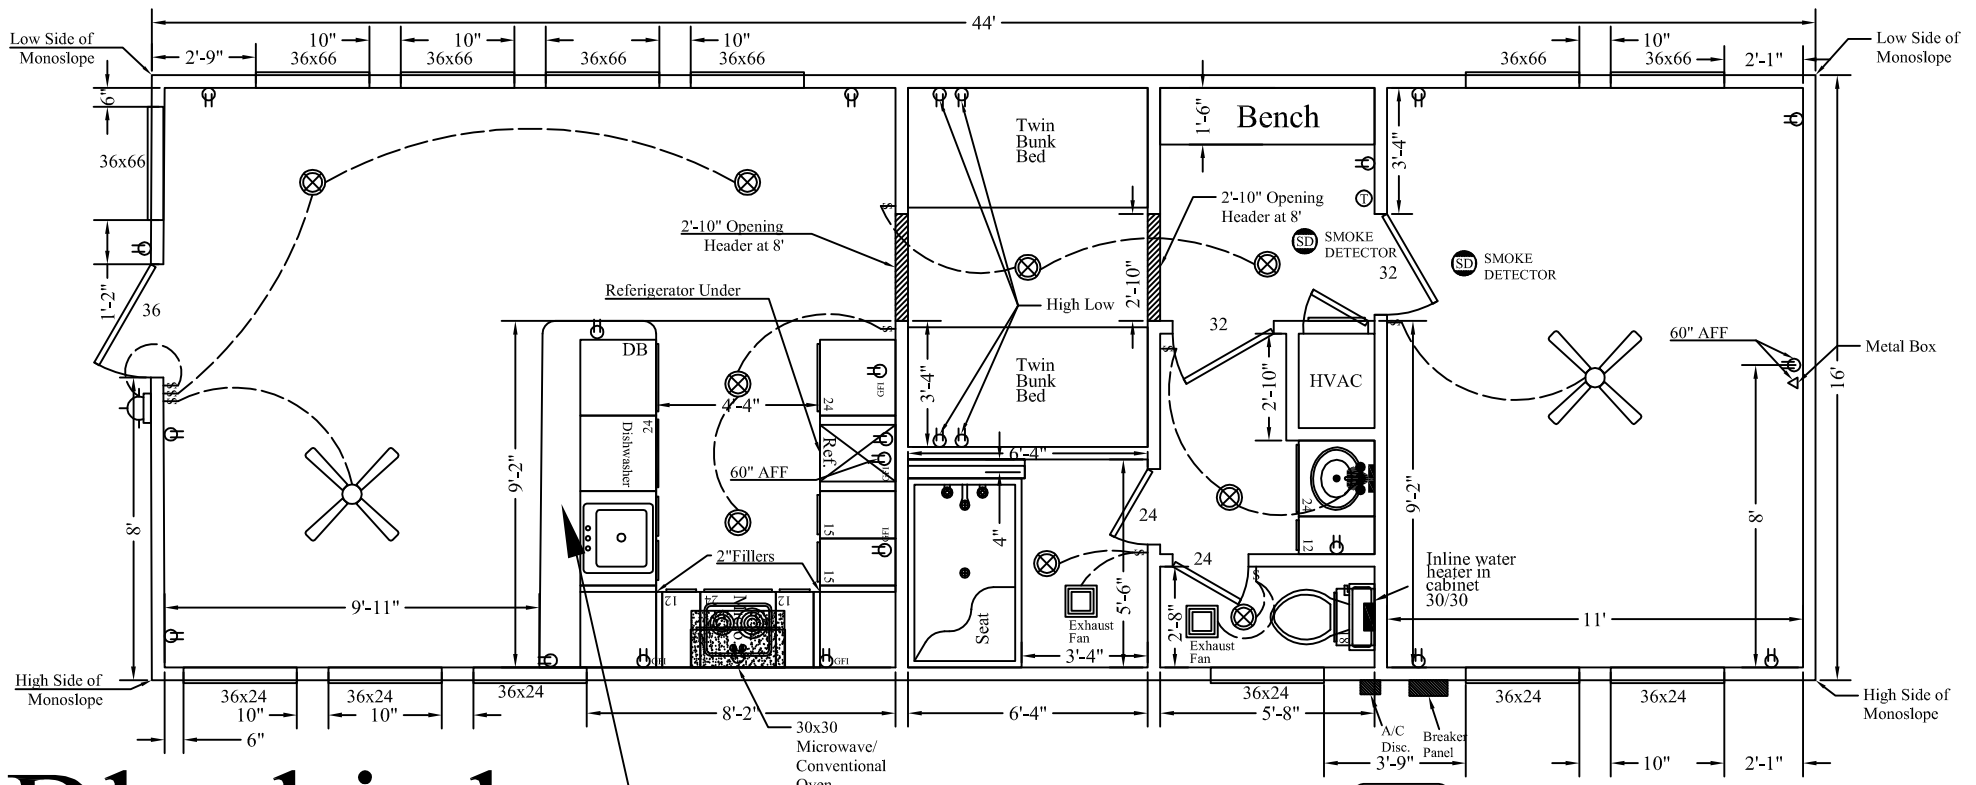 44'
Low Side of
Monoslope
2'-9"
10"
10"
10"
10"
2'-1"
Low Side of
Monoslope
36x66
36x66
36x66
36x66
36x66
36x66
6"
36x66
1'-2"
36
8'
Twin
Bunk
Bed
1'-6"
Bench
3'-4"
T
2'-10" Opening
Header at 8'
2'-10" Opening
Header at 8'
SD
SMOKE
DETECTOR
SD
SMOKE
DETECTOR
32
2'-10"
High Low
Referigerator Under
32
60" AFF
Metal Box
16'
DB
4'-4"
24
GFI
3'-4"
Twin
Bunk
Bed
2'-10"
HVAC
24
Dishwasher
Ref.
60" AFF
6'-4"
9'-2"
9'-2"
8'
4"
24
24
12
15
15
GFI
2"Fillers
24
Inline water
heater in
cabinet
30/30
9'-11"
12
24
12
5'-6"
2'-8"
Seat
Exhaust
Fan
Exhaust
Fan
3'-4"
11'
GFI
GFI
High Side of
Monoslope
36x24
36x24
36x24
36x24
36x24
36x24
High Side of
Monoslope
10"
10"
6"
8'-2"
6'-4"
5'-8"
30x30
Microwave/
Conventional
Oven
A/C
Disc.
Breaker
Panel
3'-9"
10"
2'-1"